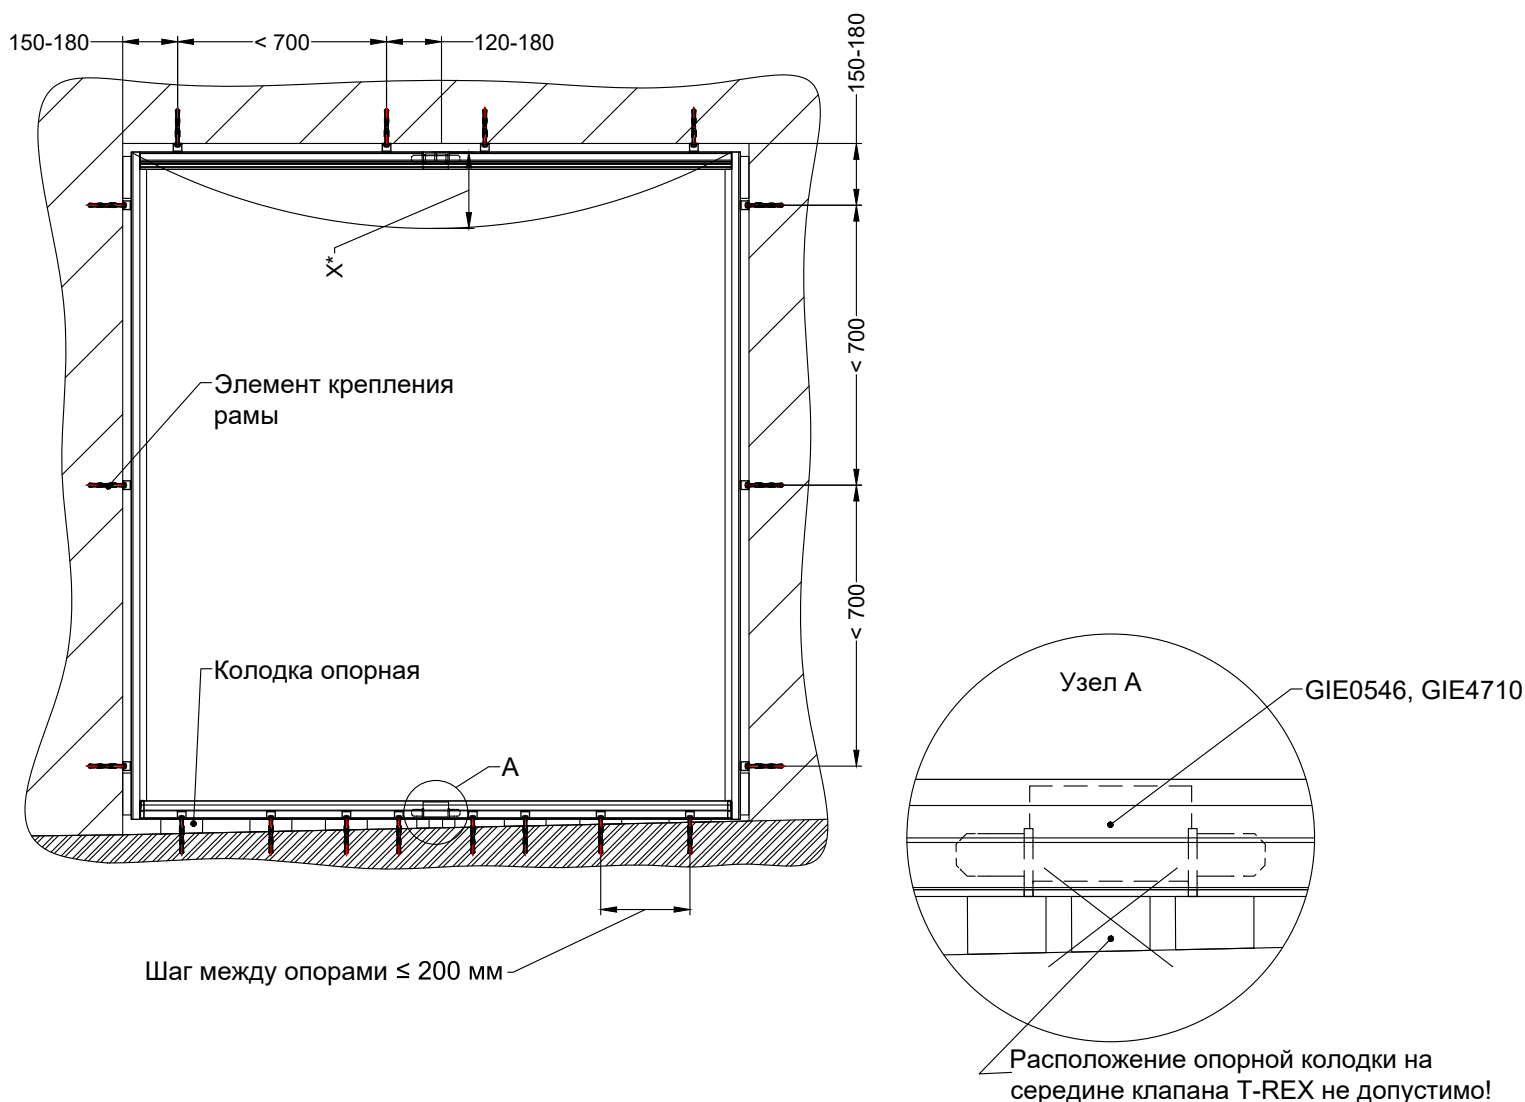 150-180
< 700
120-180
150-180
X*
< 700
Элемент крепления
рамы
< 700
Колодка опорная
A
Узел A
GIE0546, GIE4710
Шаг между опорами ≤ 200 мм
Расположение опорной колодки на
середине клапана T-REX не допустимо!